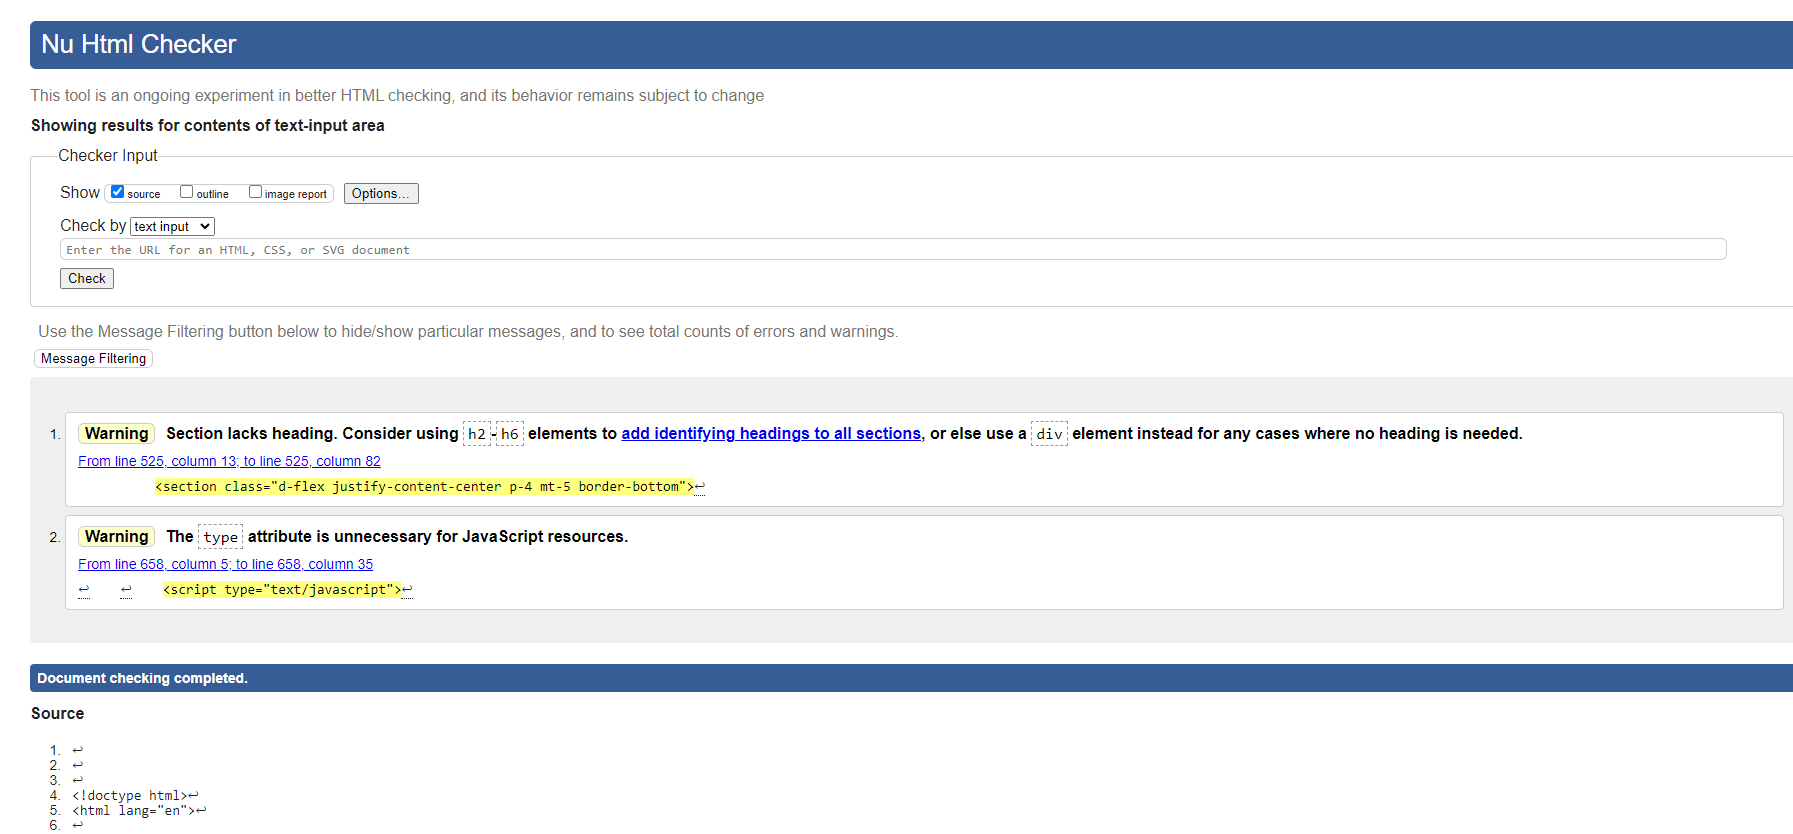 Nu Html Checker
This tool is an ongoing experiment in better HTML checking, and its behavior remains subject to change
Showing results for contents of text-input area
Checker Input
Show source outline image report Options...
Check by text input
Enter the URL for an HTML, CSS, or SVG document
Check
Use the Message Filtering button below to hide/show particular messages, and to see total counts of errors and warnings.
Message Filtering
1. Warning Section lacks heading. Consider using h2-h6 elements to add identifying headings to all sections, or else use a div element instead for any cases where no heading is needed.
From line 525, column 13; to line 525, column 82
<section class="d-flex justify-content-center p-4 mt-5 border-bottom">↩
2. Warning The type attribute is unnecessary for JavaScript resources.
From line 658, column 5; to line 658, column 35
↩ ↩ <script type="text/javascript">↩
Document checking completed.
Source
1. ↩
2. ↩
3. ↩
4. <!doctype html>↩
5. <html lang="en">↩
6. ↩